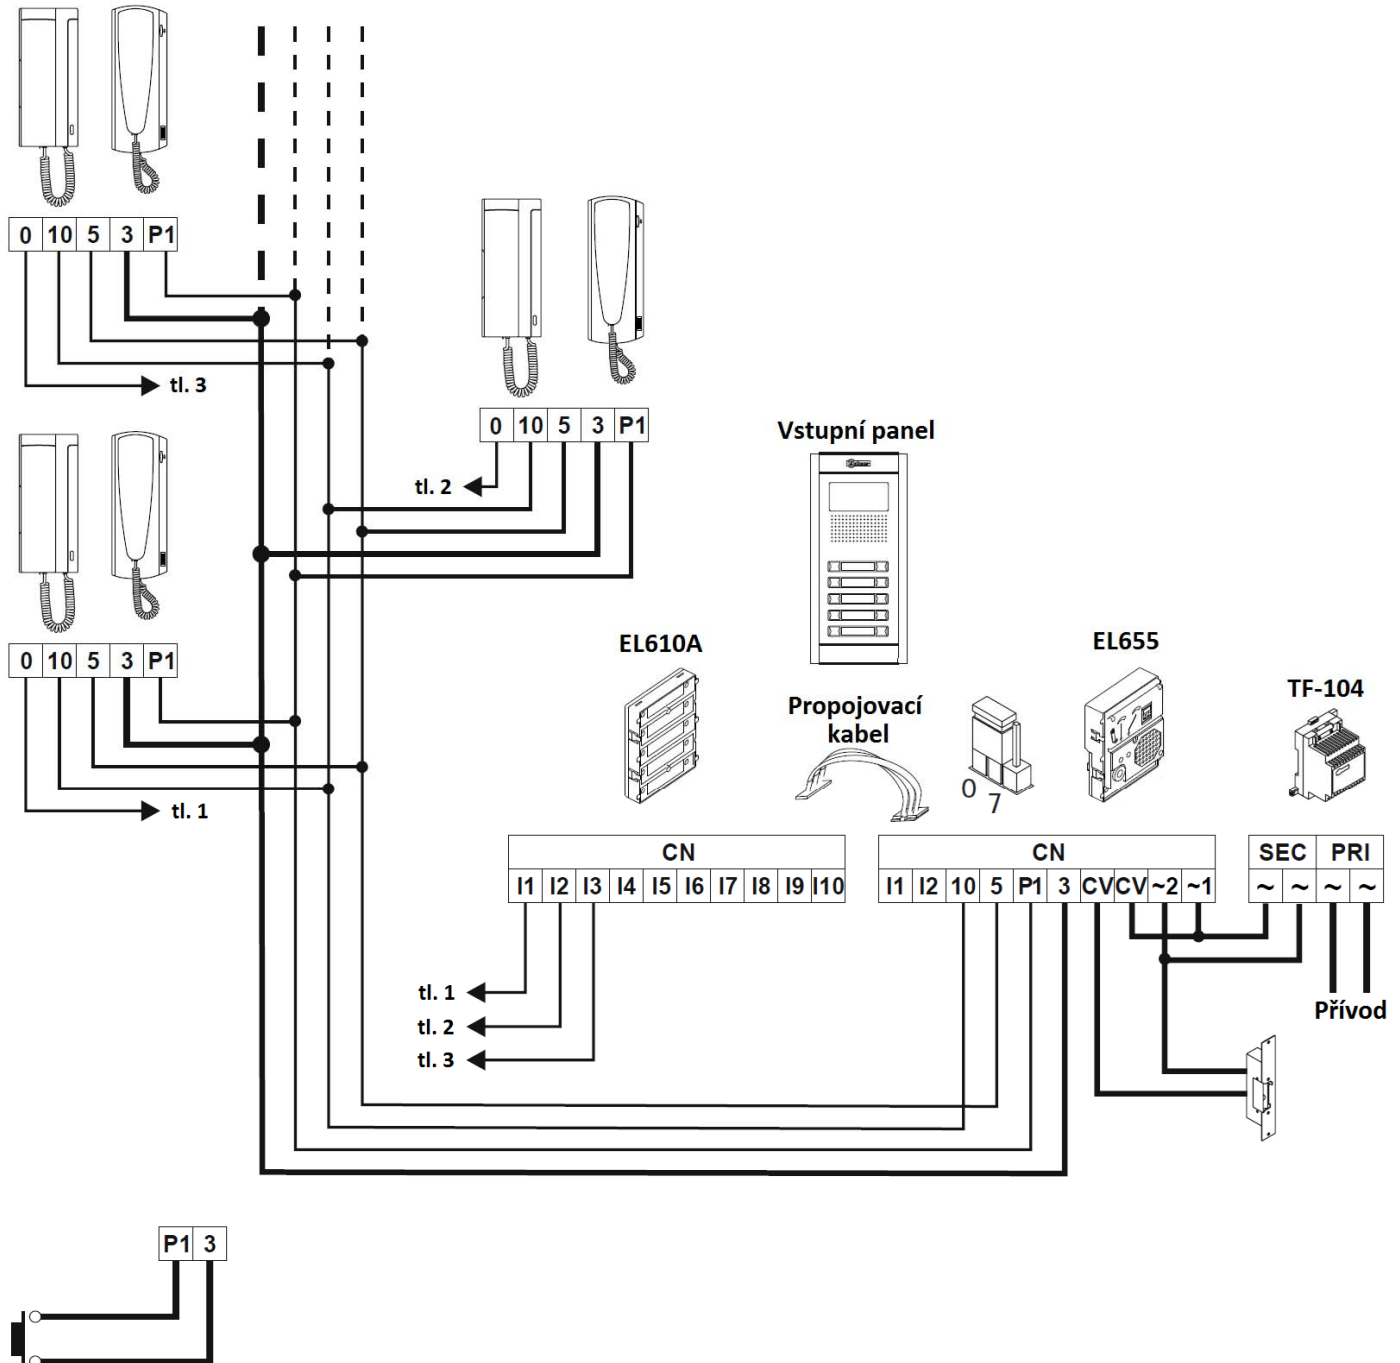 0 10 5 3 P1
tl. 3
0 10 5 3 P1
tl. 2
Vstupní panel
0 10 5 3 P1
tl. 1
EL610A
Propojovací
kabel
0
7
EL655
TF-104
CN
I1 I2 I3 I4 I5 I6 I7 I8 I9 I10
CN
I1 I2 10 5 P1 3 CV CV ~2 ~1
SEC PRI
~ ~ ~ ~
tl. 1
tl. 2
tl. 3
Přívod
P1 3